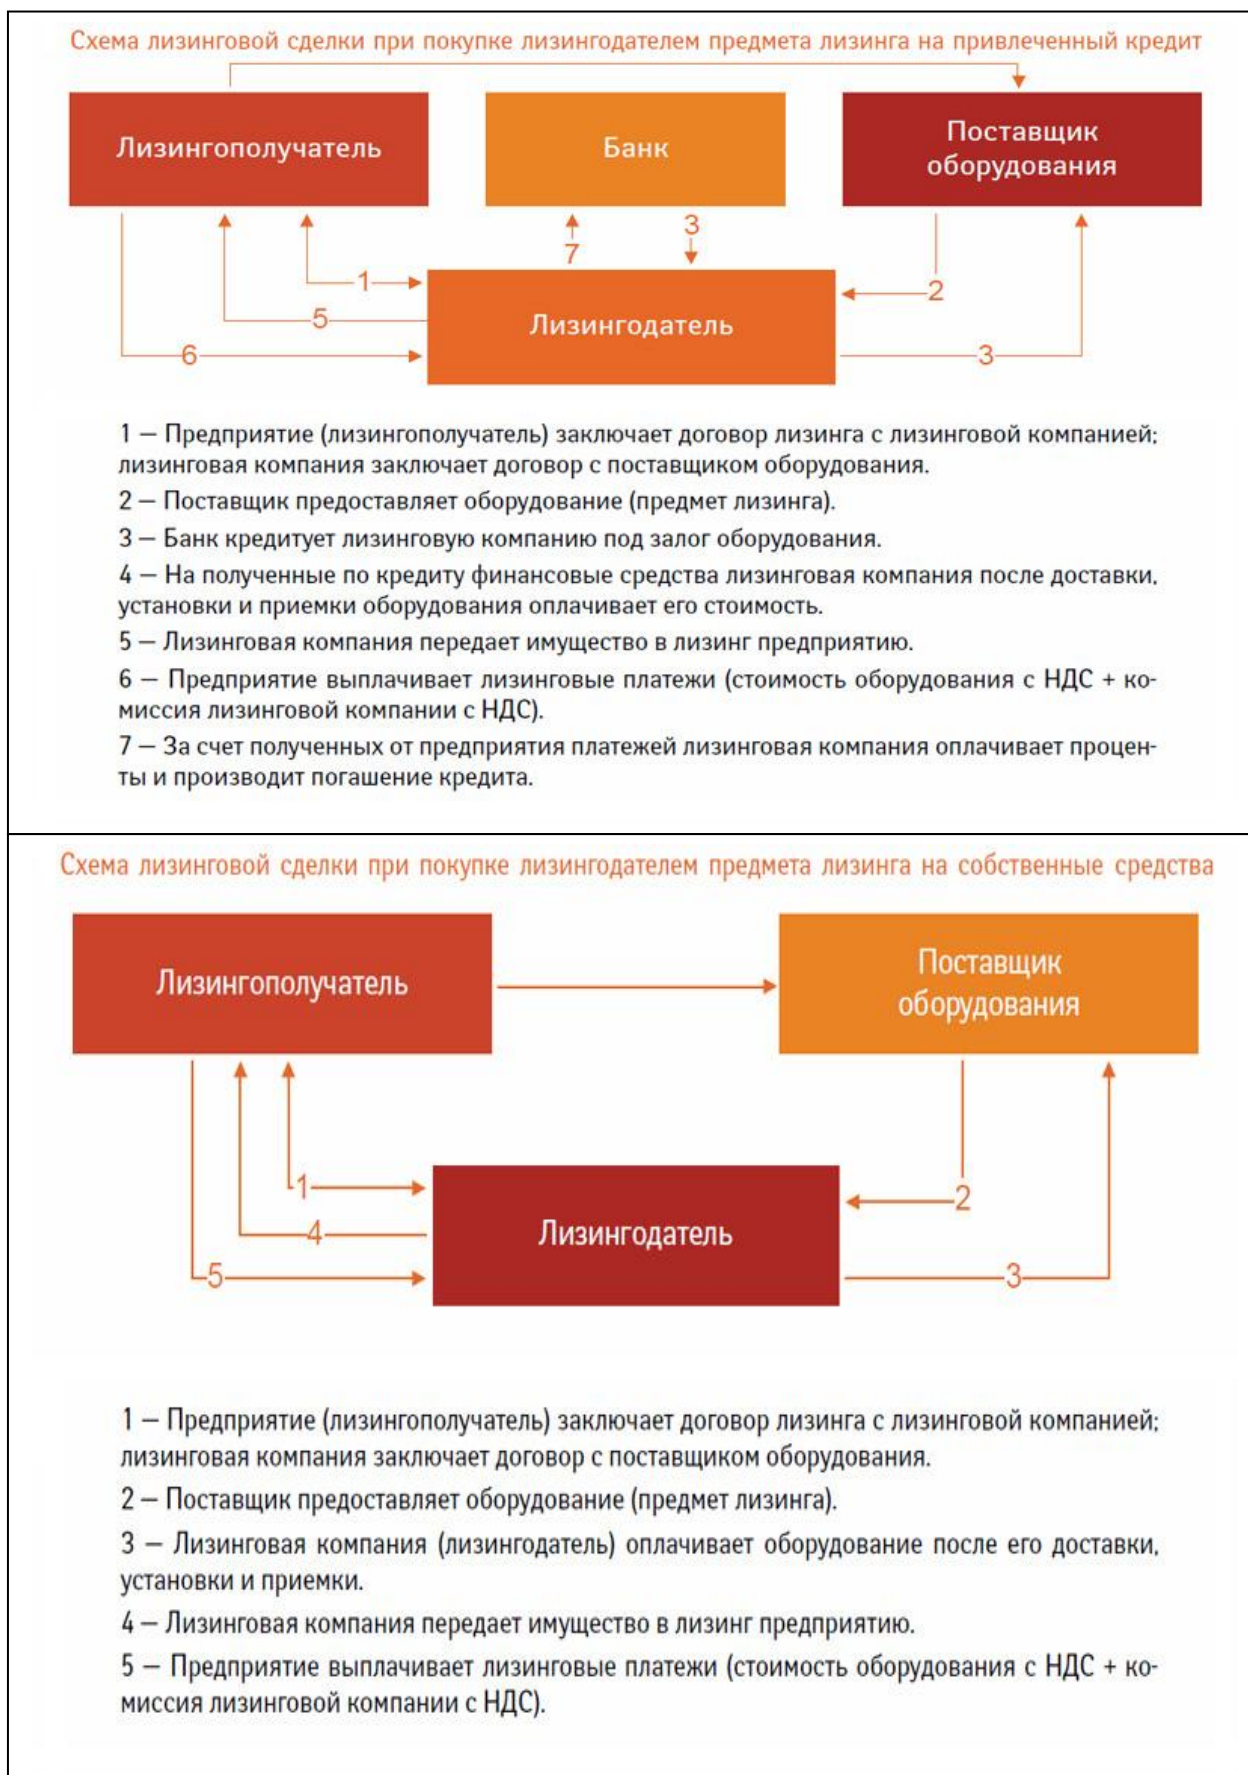 Схема лизинговой сделки при покупке лизингодателем предмета лизинга на привлеченный кредит
Лизингополучатель
Банк
Поставщик
оборудования
3
7
1
2
5
Лизингодатель
6
3
1 — Предприятие (лизингополучатель) заключает договор лизинга с лизинговой компанией;
лизинговая компания заключает договор с поставщиком оборудования.
2 — Поставщик предоставляет оборудование (предмет лизинга).
3 — Банк кредитует лизинговую компанию под залог оборудования.
4 — На полученные по кредиту финансовые средства лизинговая компания после доставки,
установки и приемки оборудования оплачивает его стоимость.
5 — Лизинговая компания передает имущество в лизинг предприятию.
6 — Предприятие выплачивает лизинговые платежи (стоимость оборудования с НДС + ко-
миссия лизинговой компании с НДС).
7 — За счет полученных от предприятия платежей лизинговая компания оплачивает процен-
ты и производит погашение кредита.
Схема лизинговой сделки при покупке лизингодателем предмета лизинга на собственные средства
Лизингополучатель
Поставщик
оборудования
1
2
4
Лизингодатель
5
3
1 — Предприятие (лизингополучатель) заключает договор лизинга с лизинговой компанией;
лизинговая компания заключает договор с поставщиком оборудования.
2 — Поставщик предоставляет оборудование (предмет лизинга).
3 — Лизинговая компания (лизингодатель) оплачивает оборудование после его доставки,
установки и приемки.
4 — Лизинговая компания передает имущество в лизинг предприятию.
5 — Предприятие выплачивает лизинговые платежи (стоимость оборудования с НДС + ко-
миссия лизинговой компании с НДС).